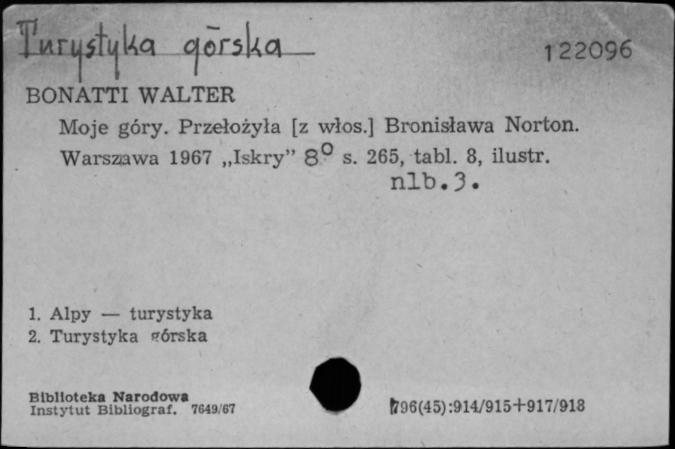 Turystyka górska
122096
BONATTI WALTER
Moje góry. Przełożyła [z włos.] Bronisława Norton.
Warszawa 1967 „Iskry” 8° s. 265, tabl. 8, ilustr.
nlb.3.
1. Alpy — turystyka
2. Turystyka górska
Biblioteka Narodowa
Instytut Bibliograf. 7649/67
796(45):914/915+917/918